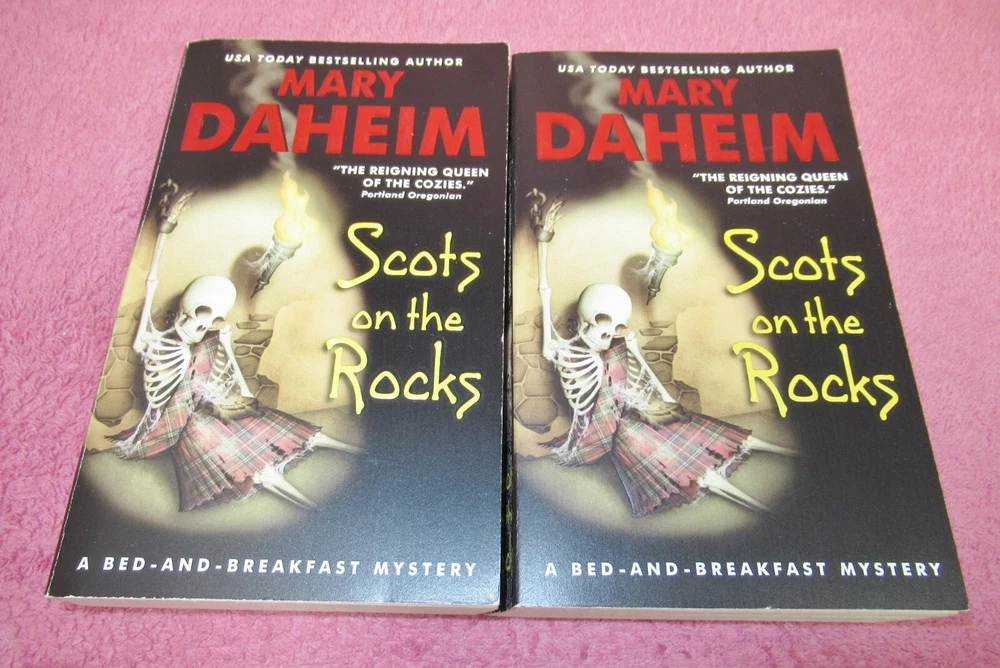 USA TODAY BESTSELLING AUTHOR
MARY
DAHEIM
"THE REIGNING QUEEN
OF THE COZIES."
Portland Oregonian
Scots
on the
Rocks
A BED-AND-BREAKFAST MYSTERY
USA TODAY BESTSELLING AUTHOR
MARY
DAHEIM
"THE REIGNING QUEEN
OF THE COZIES."
Portland Oregonian
Scots
on the
Rocks
A BED-AND-BREAKFAST MYSTERY